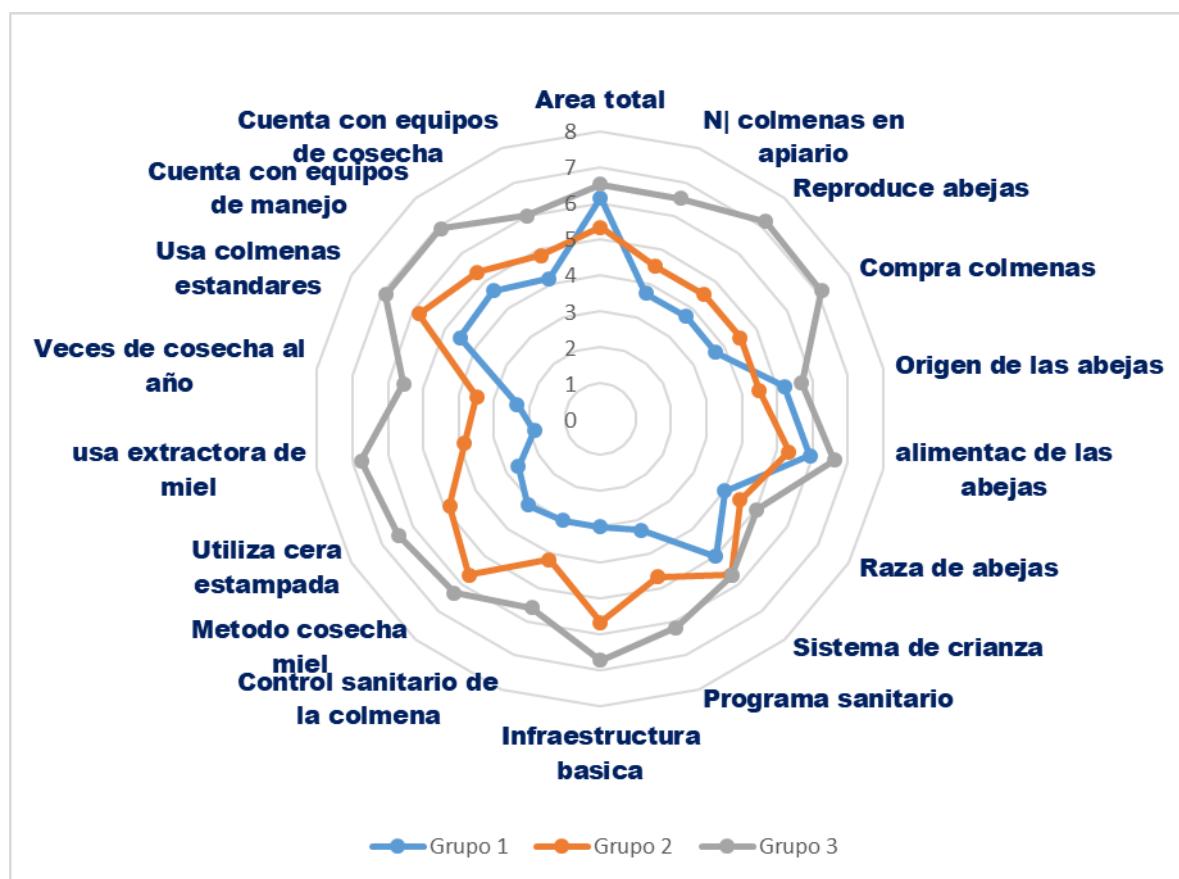 Area total
N| colmenas en
apiario
Reproduce abejas
Compra colmenas
Origen de las abejas
alimentac de las
abejas
Raza de abejas
Sistema de crianza
Programa sanitario
Infraestructura
basica
Control sanitario de
la colmena
Metodo cosecha
miel
Utiliza cera
estampada
usa extractora de
miel
Veces de cosecha al
año
Usa colmenas
estandares
Cuenta con equipos
de manejo
Cuenta con equipos
de cosecha
8
7
6
5
4
3
2
1
0
Grupo 1
Grupo 2
Grupo 3